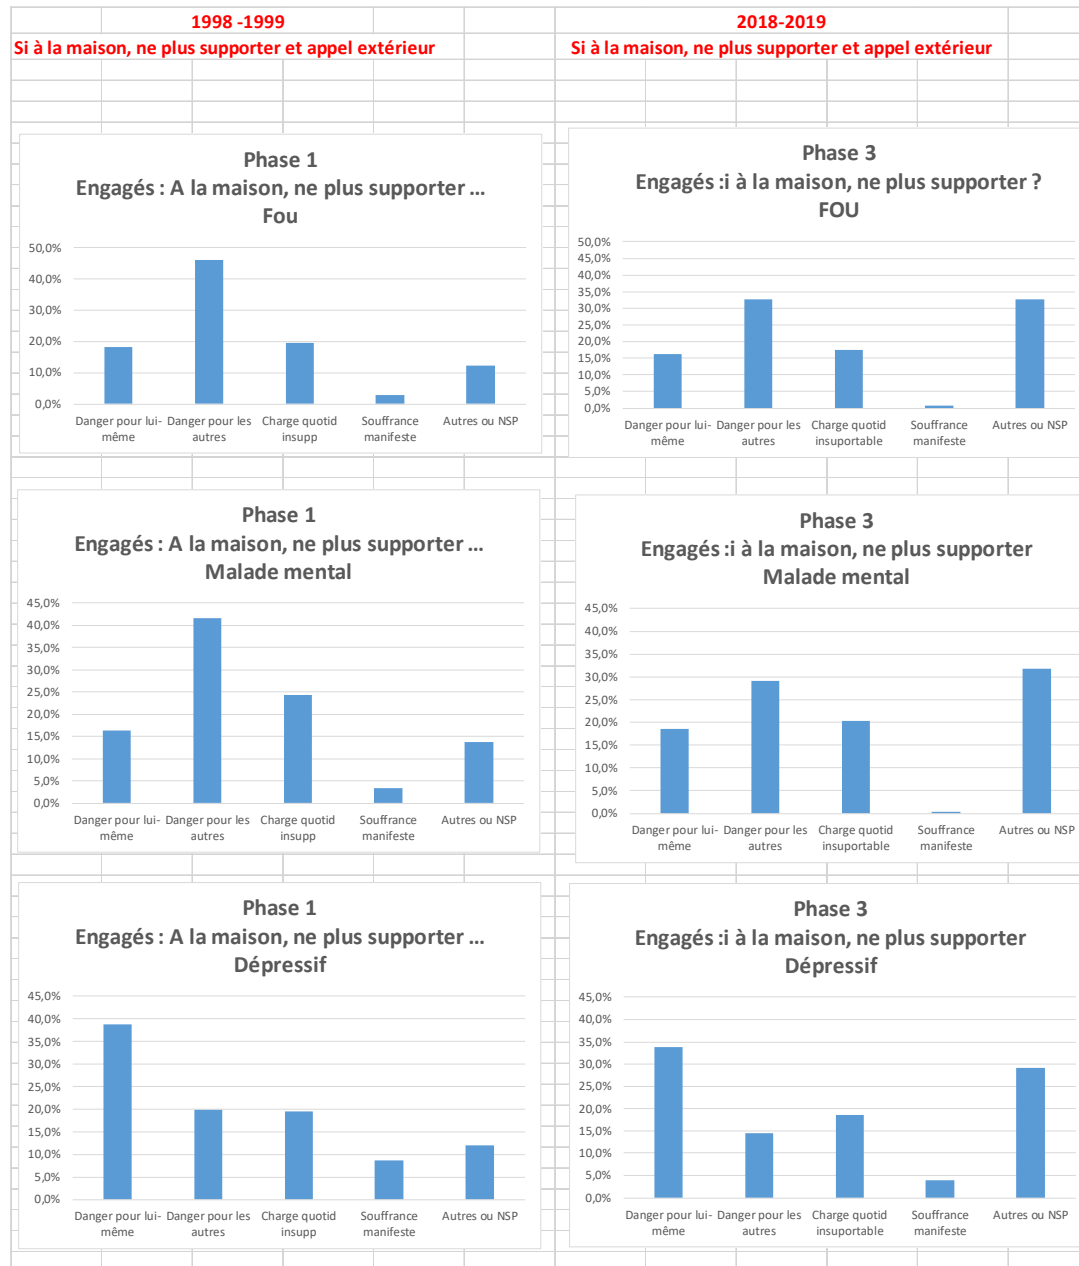 1998 -1999
2018-2019
Si à la maison, ne plus supporter et appel extérieur
Si à la maison, ne plus supporter et appel extérieur
Phase 1
Engagés : A la maison, ne plus supporter ...
Fou
50,0%
40,0%
30,0%
20,0%
10,0%
0,0%
Danger pour lui-
même
Danger pour les
autres
Charge quotid
insupp
Souffrance
manifeste
Autres ou NSP
Phase 3
Engagés :i à la maison, ne plus supporter ?
FOU
50,0%
45,0%
40,0%
35,0%
30,0%
25,0%
20,0%
15,0%
10,0%
5,0%
0,0%
Danger pour lui-
même
Danger pour les
autres
Charge quotid
insuportable
Souffrance
manifeste
Autres ou NSP
Phase 1
Engagés : A la maison, ne plus supporter ...
Malade mental
45,0%
40,0%
35,0%
30,0%
25,0%
20,0%
15,0%
10,0%
5,0%
0,0%
Danger pour lui-
même
Danger pour les
autres
Charge quotid
insupp
Souffrance
manifeste
Autres ou NSP
Phase 3
Engagés :i à la maison, ne plus supporter
Malade mental
45,0%
40,0%
35,0%
30,0%
25,0%
20,0%
15,0%
10,0%
5,0%
0,0%
Danger pour lui-
même
Danger pour les
autres
Charge quotid
insuportable
Souffrance
manifeste
Autres ou NSP
Phase 1
Engagés : A la maison, ne plus supporter ...
Dépressif
45,0%
40,0%
35,0%
30,0%
25,0%
20,0%
15,0%
10,0%
5,0%
0,0%
Danger pour lui-
même
Danger pour les
autres
Charge quotid
insupp
Souffrance
manifeste
Autres ou NSP
Phase 3
Engagés :i à la maison, ne plus supporter
Dépressif
45,0%
40,0%
35,0%
30,0%
25,0%
20,0%
15,0%
10,0%
5,0%
0,0%
Danger pour lui-
même
Danger pour les
autres
Charge quotid
insuportable
Souffrance
manifeste
Autres ou NSP